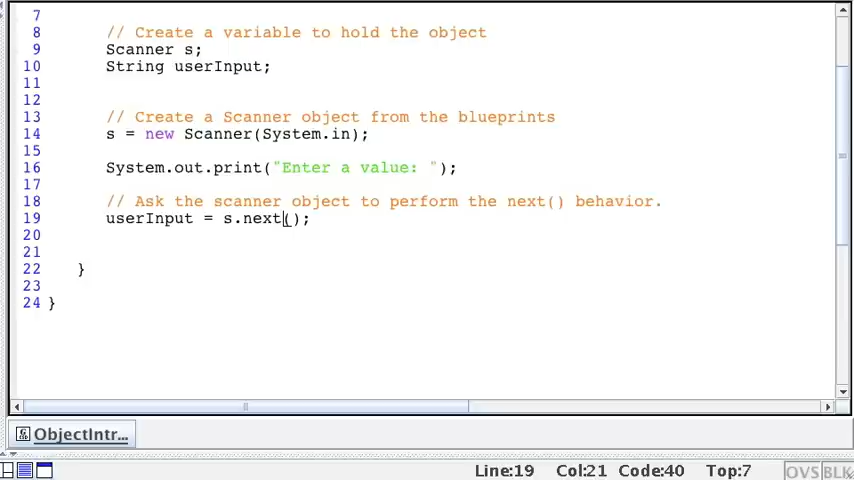 7
8 // Create a variable to hold the object
9 Scanner s;
10 String userInput;
11
12
13 // Create a Scanner object from the blueprints
14 s = new Scanner(System.in);
15
16 System.out.print("Enter a value: ");
17
18 // Ask the scanner object to perform the next() behavior.
19 userInput = s.next();
20
21
22 }
23
24 }
ObjectIntr...
Line:19 Col:21 Code:40 Top:7 OVS BLK